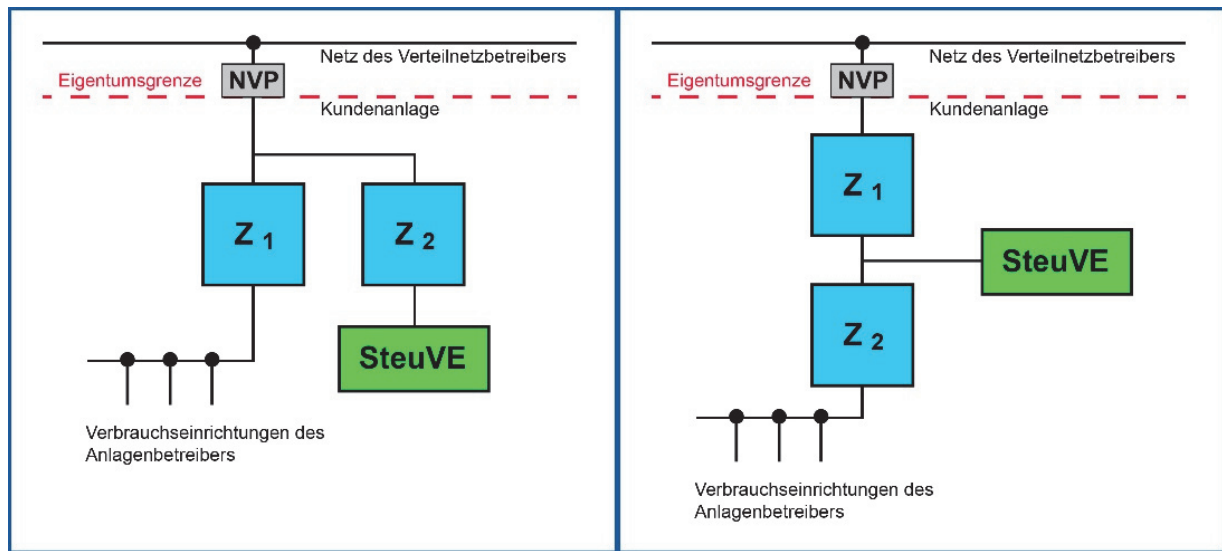 Netz des Verteilnetzbetreibers
Eigentumsgrenze
NVP
Kundenanlage
Z 1
Z 2
SteuVE
Verbrauchseinrichtungen des
Anlagenbetreibers
Netz des Verteilnetzbetreibers
Eigentumsgrenze
NVP
Kundenanlage
Z 1
SteuVE
Z 2
Verbrauchseinrichtungen des
Anlagenbetreibers